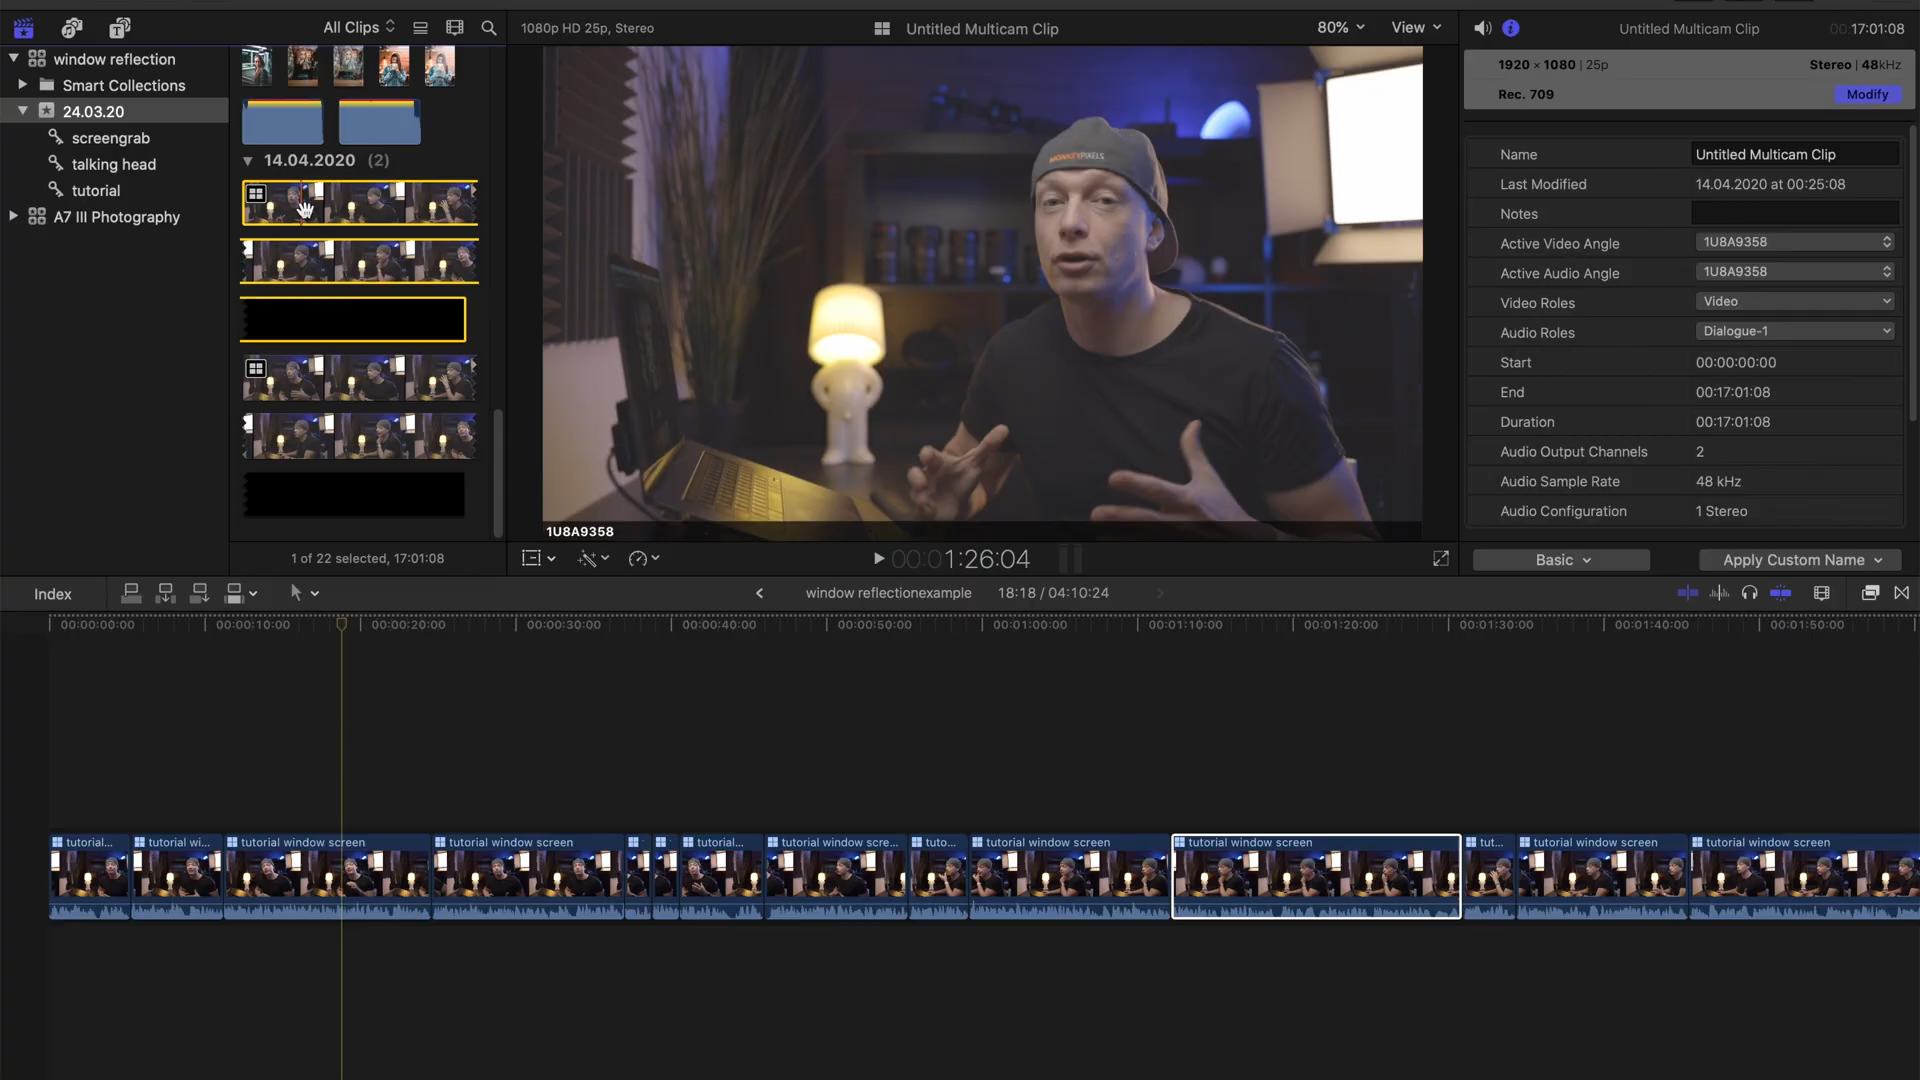 All Clips
1080p HD 25p, Stereo
Untitled Multicam Clip
80%
View
Untitled Multicam Clip
00:17:01:08
window reflection
Smart Collections
24.03.20
screengrab
talking head
tutorial
A7 III Photography
14.04.2020 (2)
1 of 22 selected, 17:01:08
MONKEYPIXELS
1U8A9358
00:01:26:04
1920 × 1080 | 25p
Stereo | 48kHz
Rec. 709
Modify
Name
Untitled Multicam Clip
Last Modified
14.04.2020 at 00:25:08
Notes
Active Video Angle
1U8A9358
Active Audio Angle
1U8A9358
Video Roles
Video
Audio Roles
Dialogue-1
Start
00:00:00:00
End
00:17:01:08
Duration
00:17:01:08
Audio Output Channels
2
Audio Sample Rate
48 kHz
Audio Configuration
1 Stereo
Basic
Apply Custom Name
Index
window reflectionexample
18:18 / 04:10:24
00:00:00:00
00:00:10:00
00:00:20:00
00:00:30:00
00:00:40:00
00:00:50:00
00:01:00:00
00:01:10:00
00:01:20:00
00:01:30:00
00:01:40:00
00:01:50:00
tutorial...
tutorial wi...
tutorial window screen
tutorial window screen
tutorial...
tutorial window scre...
tuto...
tutorial window screen
tutorial window screen
tut...
tutorial window screen
tutorial window screen